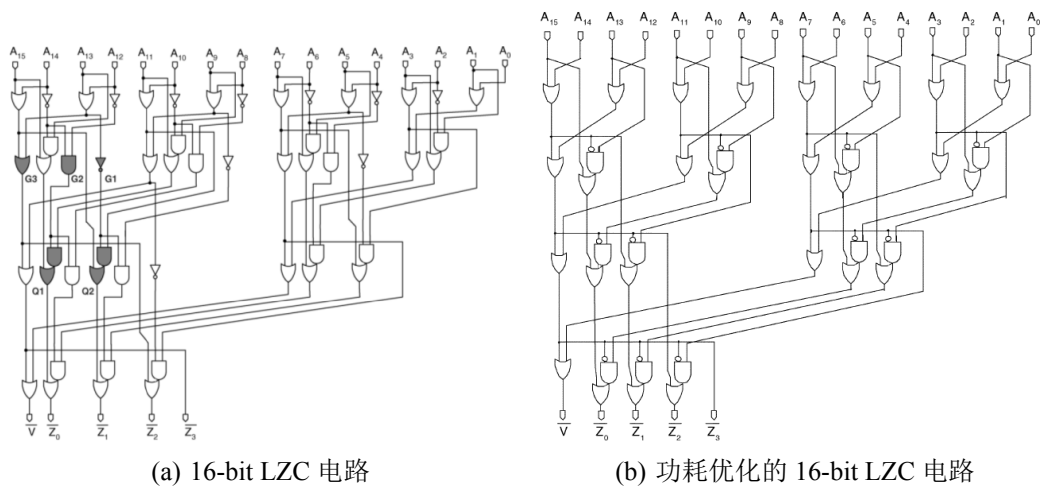 A15 A14 A13 A12 A11 A10 A9 A8 A7 A6 A5 A4 A3 A2 A1 A0
G3 G2 G1
Q1 Q2
V Z0 Z1 Z2 Z3
(a) 16-bit LZC 电路
A15 A14 A13 A12 A11 A10 A9 A8 A7 A6 A5 A4 A3 A2 A1 A0
V Z0 Z1 Z2 Z3
(b) 功耗优化的 16-bit LZC 电路